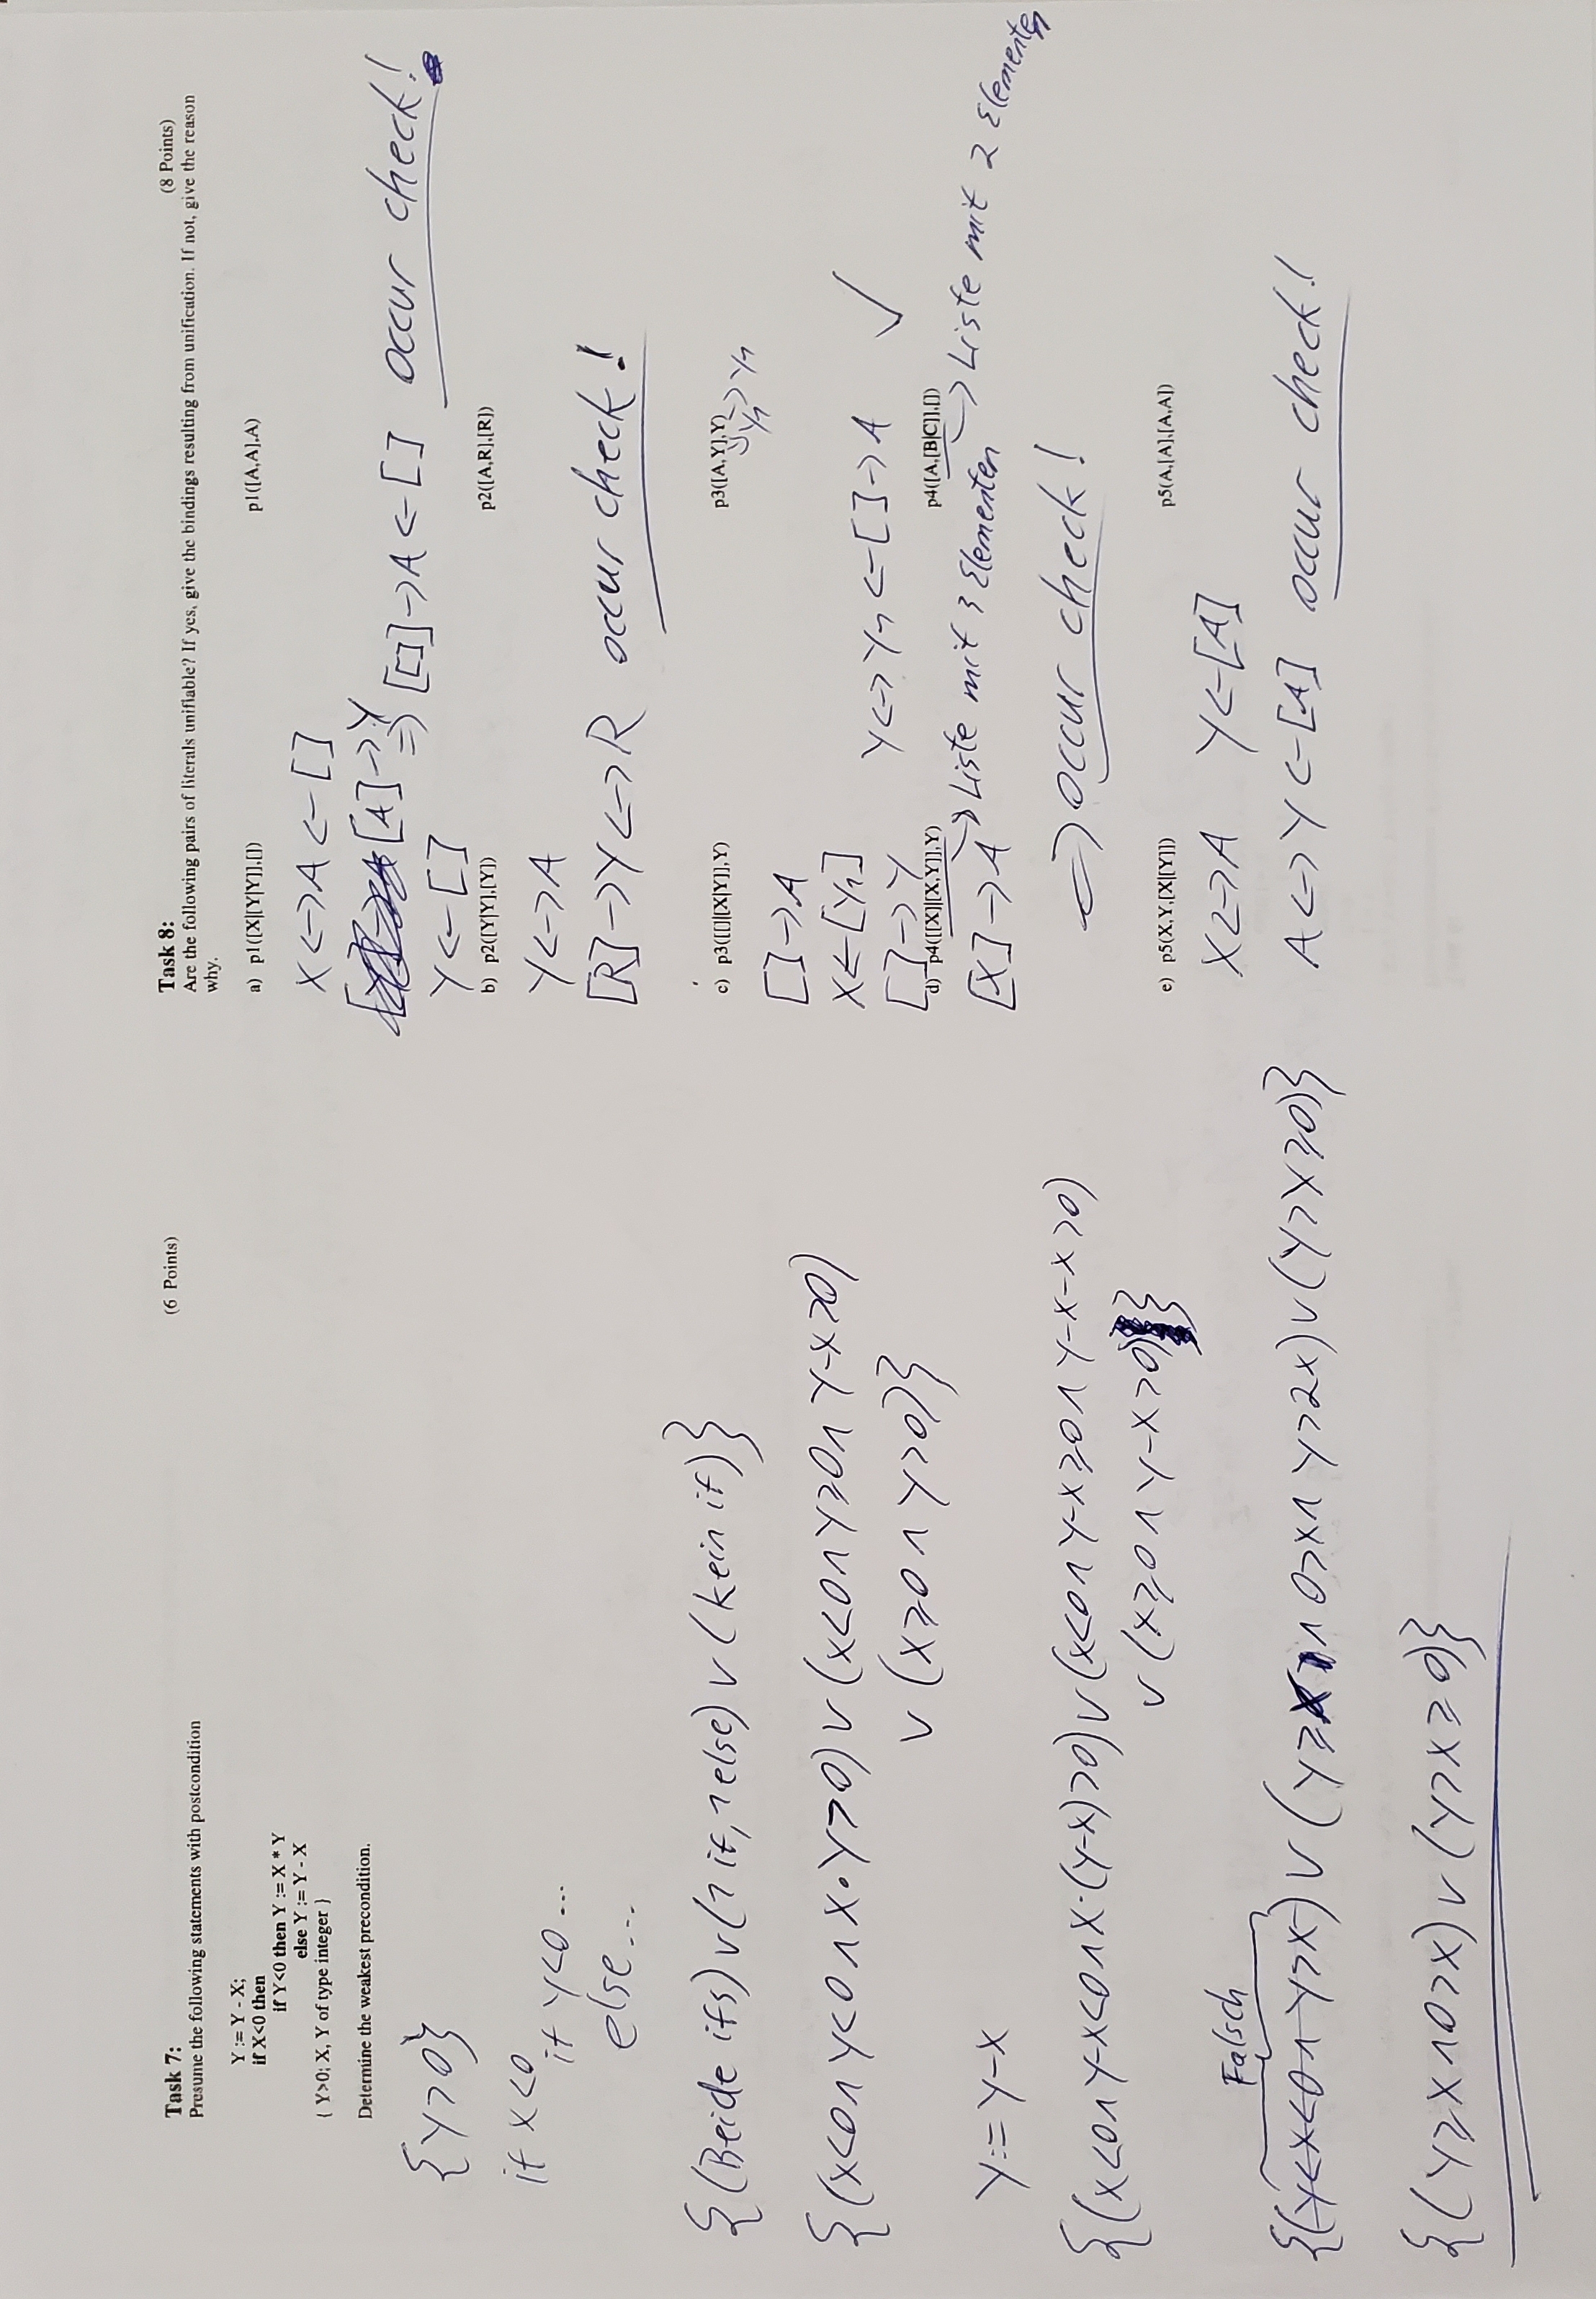 Task 7: (6 Points)
Presume the following statements with postcondition
Y := Y - X;
if X<0 then
if Y<0 then Y := X * Y
else Y := Y - X
{ Y>0; X, Y of type integer }
Determine the weakest precondition.
{Y>0}
if X<0
if Y<0 ...
else ...
{(Beide ifs) ∨ (1 if, 1 else) ∨ (kein if)}
{(X<0 ∧ Y<0 ∧ X·Y>0) ∨ (X<0 ∧ Y≥0 ∧ Y-X>0)
∨ (X≥0 ∧ Y>0)}
Y:=Y-X
{(X<0 ∧ Y-X<0 ∧ X·(Y-X)>0) ∨ (X<0 ∧ Y-X≥0 ∧ Y-X-X>0)
∨ (X≥0 ∧ Y-X>0)
Falsch
{(Y<X<0 ∧ Y>X) ∨ (Y≥X ∧ 0>X ∧ Y>2X) ∨ (Y>X≥0)}
{(Y≥X ∧ 0>X) ∨ (Y>X≥0)}
Task 8: (8 Points)
Are the following pairs of literals unifiable? If yes, give the bindings resulting from unification. If not, give the reason
why.
a) p1([X|[Y|Y]],[]) p1([A,A],A)
X<->A<-[]
[A]->Y
=> [[]]->A<-[] occur check!
Y<-[]
b) p2([Y|Y],[Y]) p2([A,R],[R])
Y<->A
[R]->Y<->R occur check!
c) p3([[]|[X|Y]],Y) p3([A,Y],Y)
Y1 -> Y1
[]->A
X<-[Y1]
[]->Y Y<->Y1<-[]->A ✓
d) p4([[X]|[X,Y]],Y) p4([A,[B|C]],[])
->Liste mit 3 Elementen ->Liste mit 2 Elementen
[X]->A
=> occur check!
e) p5(X,Y,[X|[Y]]) p5(A,[A],[A,A])
X<->A Y<-[A]
A<->Y<-[A] occur check!